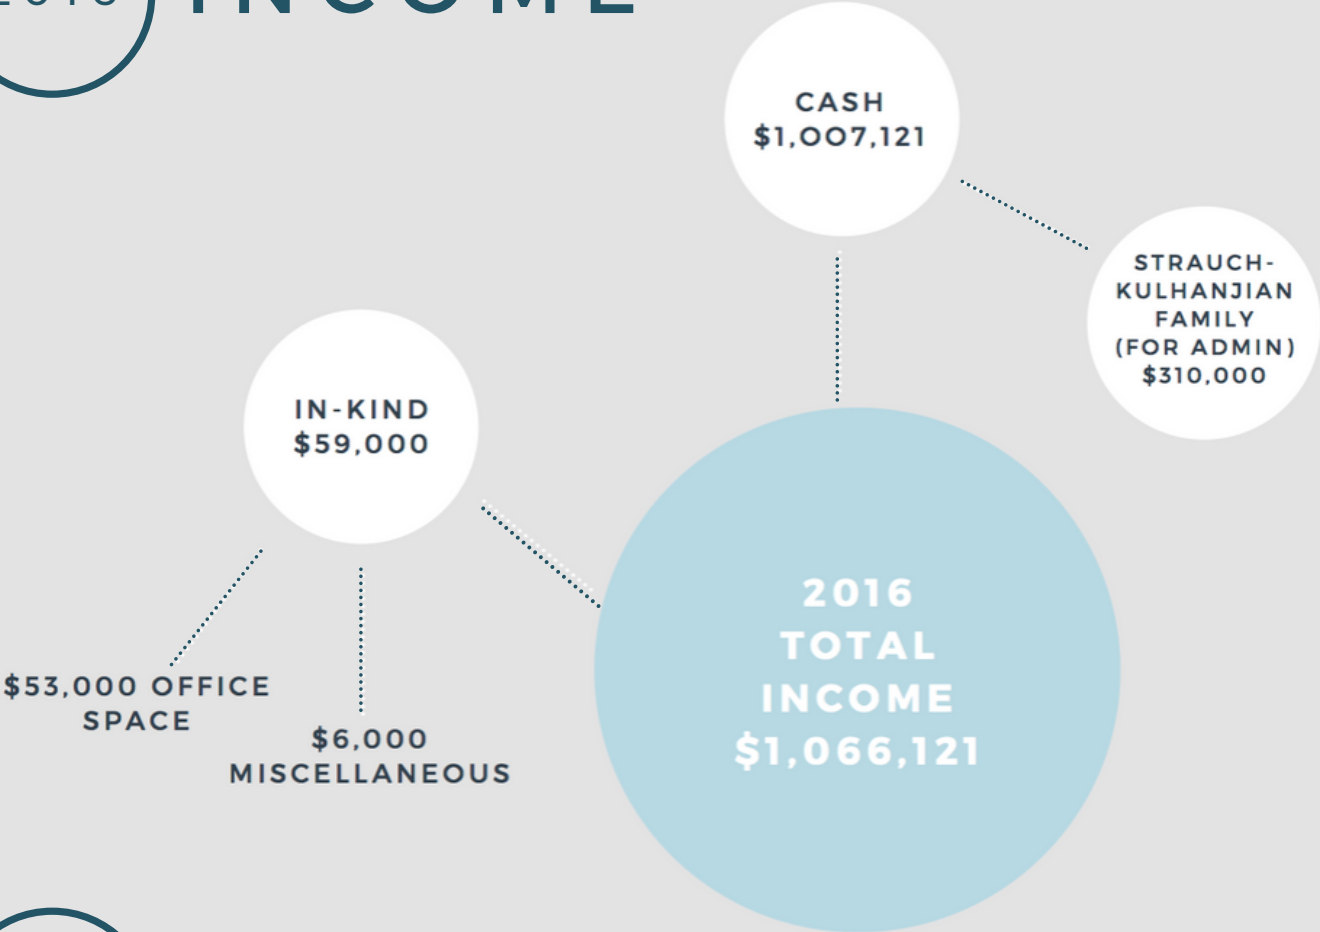 2016 INCOME
CASH
$1,007,121
STRAUCH-
KULHANJIAN
FAMILY
(FOR ADMIN)
$310,000
IN-KIND
$59,000
$53,000 OFFICE
SPACE
$6,000
MISCELLANEOUS
2016
TOTAL
INCOME
$1,066,121